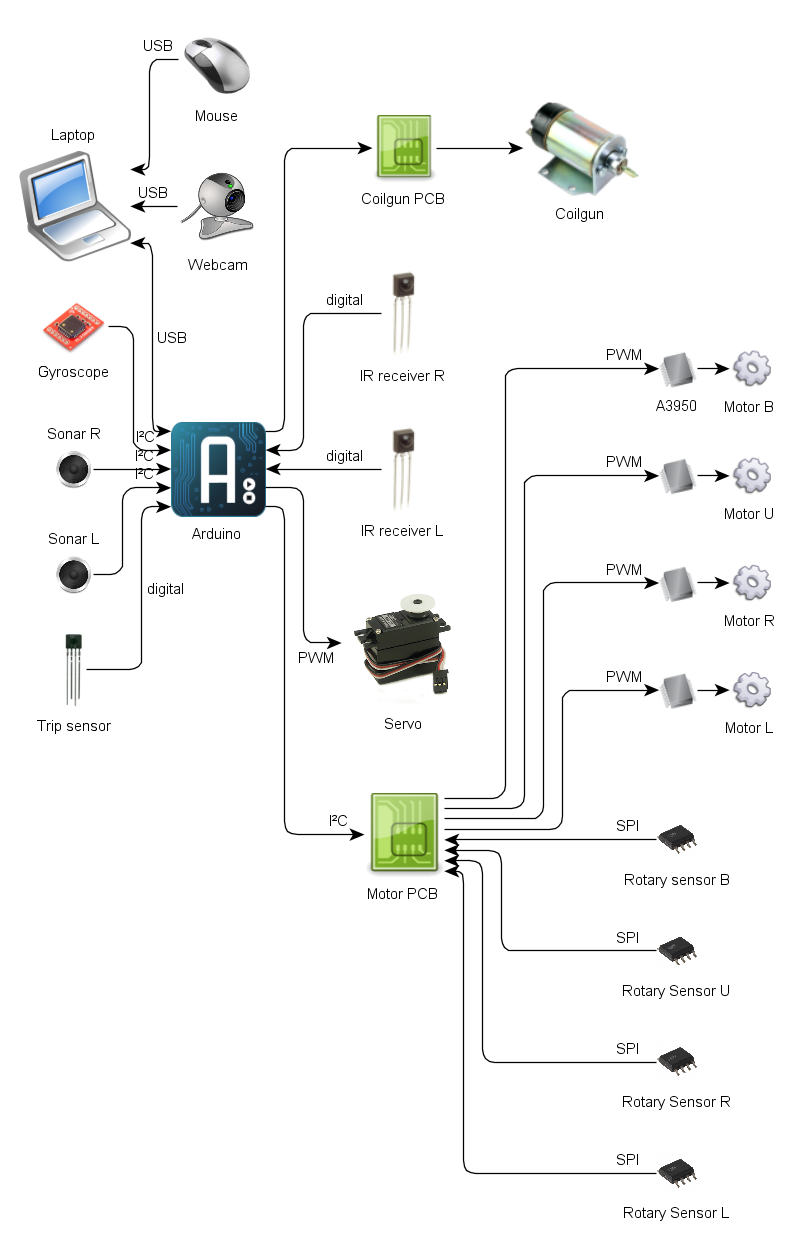 USB
Mouse
Laptop
USB
Webcam
Coilgun PCB
Coilgun
digital
USB
Gyroscope
IR receiver R
PWM
A3950
Motor B
Sonar R
I²C
I²C
I²C
digital
PWM
Motor U
Sonar L
Arduino
IR receiver L
digital
PWM
Motor R
PWM
Trip sensor
Servo
PWM
Motor L
I²C
Motor PCB
SPI
Rotary sensor B
SPI
Rotary Sensor U
SPI
Rotary Sensor R
SPI
Rotary Sensor L